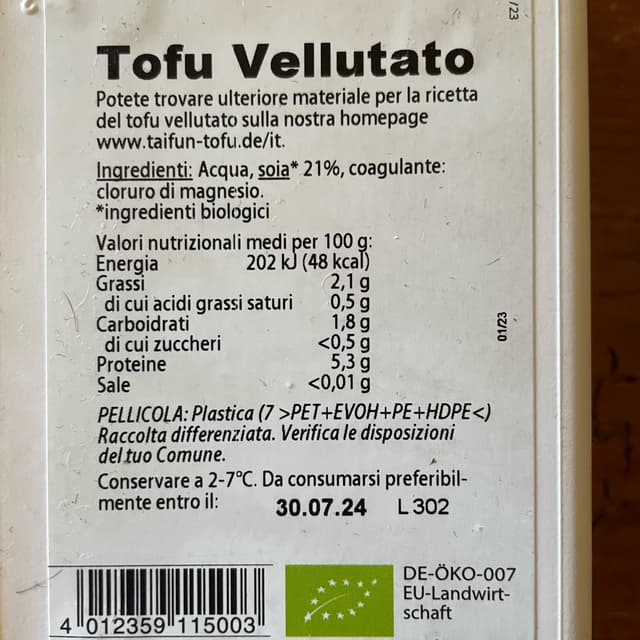 /23
Tofu Vellutato
Potete trovare ulteriore materiale per la ricetta
del tofu vellutato sulla nostra homepage
www.taifun-tofu.de/it.
Ingredienti: Acqua, soia* 21%, coagulante:
cloruro di magnesio.
*ingredienti biologici
Valori nutrizionali medi per 100 g:
Energia 202 kJ (48 kcal)
Grassi 2,1 g
di cui acidi grassi saturi 0,5 g
Carboidrati 1,8 g
di cui zuccheri <0,5 g
Proteine 5,3 g
Sale <0,01 g
01/23
PELLICOLA: Plastica (7 >PET+EVOH+PE+HDPE<)
Raccolta differenziata. Verifica le disposizioni
del tuo Comune.
Conservare a 2-7°C. Da consumarsi preferibil-
mente entro il: 30.07.24 L 302
4 012359 115003
DE-ÖKO-007
EU-Landwirt-
schaft